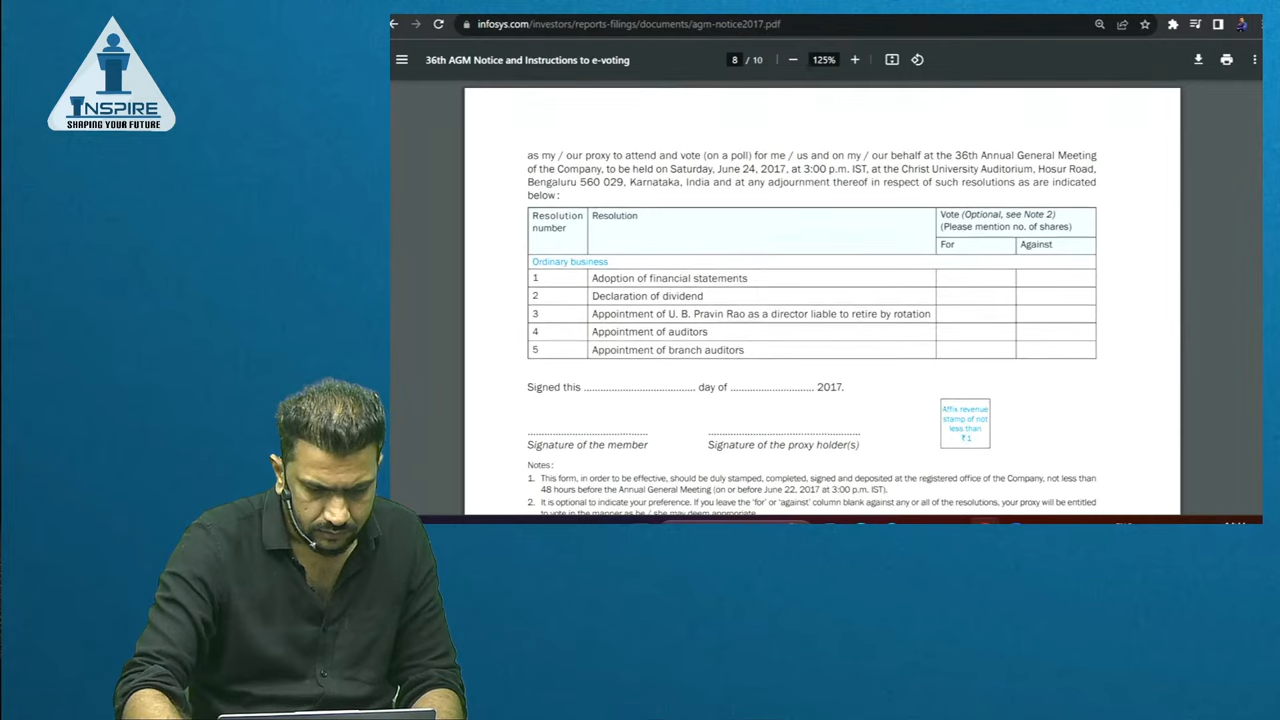 INSPIRE
SHAPING YOUR FUTURE
infosys.com/investors/reports-filings/documents/agm-notice2017.pdf
36th AGM Notice and Instructions to e-voting
8 / 10
125%
as my / our proxy to attend and vote (on a poll) for me / us and on my / our behalf at the 36th Annual General Meeting
of the Company, to be held on Saturday, June 24, 2017, at 3:00 p.m. IST, at the Christ University Auditorium, Hosur Road,
Bengaluru 560 029, Karnataka, India and at any adjournment thereof in respect of such resolutions as are indicated
below:
Resolution number
Resolution
Vote (Optional, see Note 2)
(Please mention no. of shares)
For
Against
Ordinary business
1 Adoption of financial statements
2 Declaration of dividend
3 Appointment of U. B. Pravin Rao as a director liable to retire by rotation
4 Appointment of auditors
5 Appointment of branch auditors
Signed this ..................................... day of ............................ 2017.
Affix revenue
stamp of not
less than
₹1
Signature of the member
Signature of the proxy holder(s)
Notes:
1. This form, in order to be effective, should be duly stamped, completed, signed and deposited at the registered office of the Company, not less than
48 hours before the Annual General Meeting (on or before June 22, 2017 at 3:00 p.m. IST).
2. It is optional to indicate your preference. If you leave the 'for' or 'against' column blank against any or all of the resolutions, your proxy will be entitled
to vote in the manner as he / she may deem appropriate.